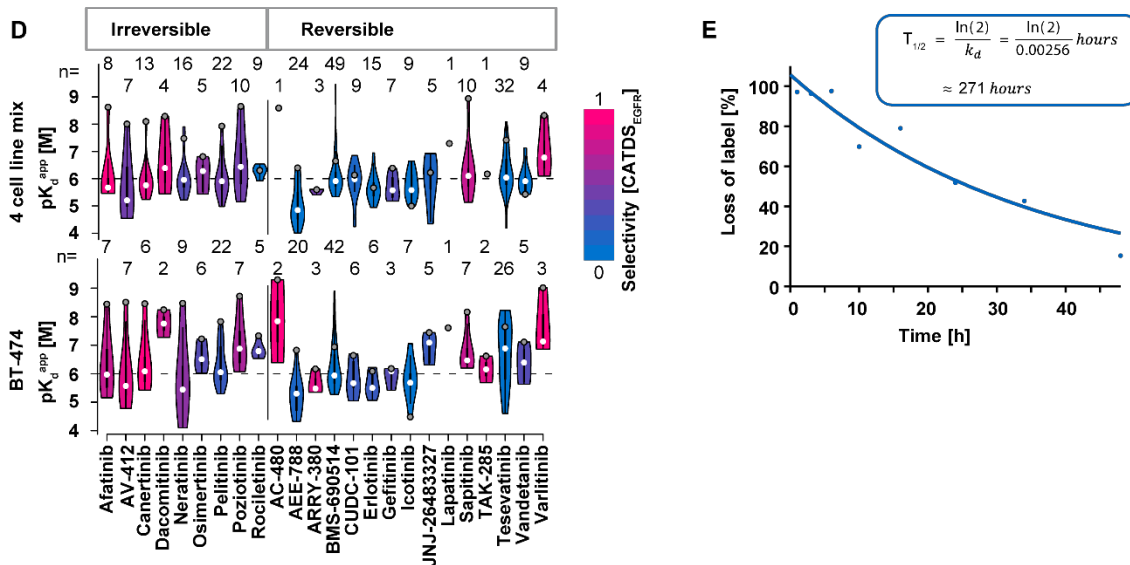 D
Irreversible
Reversible
n=
8 13 16 22 9 24 49 15 9 1 1 9
7 4 5 10 1 3 9 7 5 10 32 4
4 cell line mix
pKd app [M]
9
8
7
6
5
4
n=
7 6 9 22 5 20 42 6 7 1 2 5
7 2 6 7 2 3 6 3 5 7 26 3
BT-474
pKd app [M]
9
8
7
6
5
4
Afatinib
AV-412
Canertinib
Dacomitinib
Neratinib
Osimertinib
Pelitinib
Poziotinib
Rociletinib
AC-480
AEE-788
ARRY-380
BMS-690514
CUDC-101
Erlotinib
Gefitinib
Icotinib
JNJ-26483327
Lapatinib
Sapitinib
TAK-285
Tesevatinib
Vandetanib
Varlitinib
1
0
Selectivity [CATDS EGFR]
E
T1/2 = ln(2)/kd = ln(2)/0.00256 hours
≈ 271 hours
Loss of label [%]
100
80
60
40
20
0
0 10 20 30 40
Time [h]